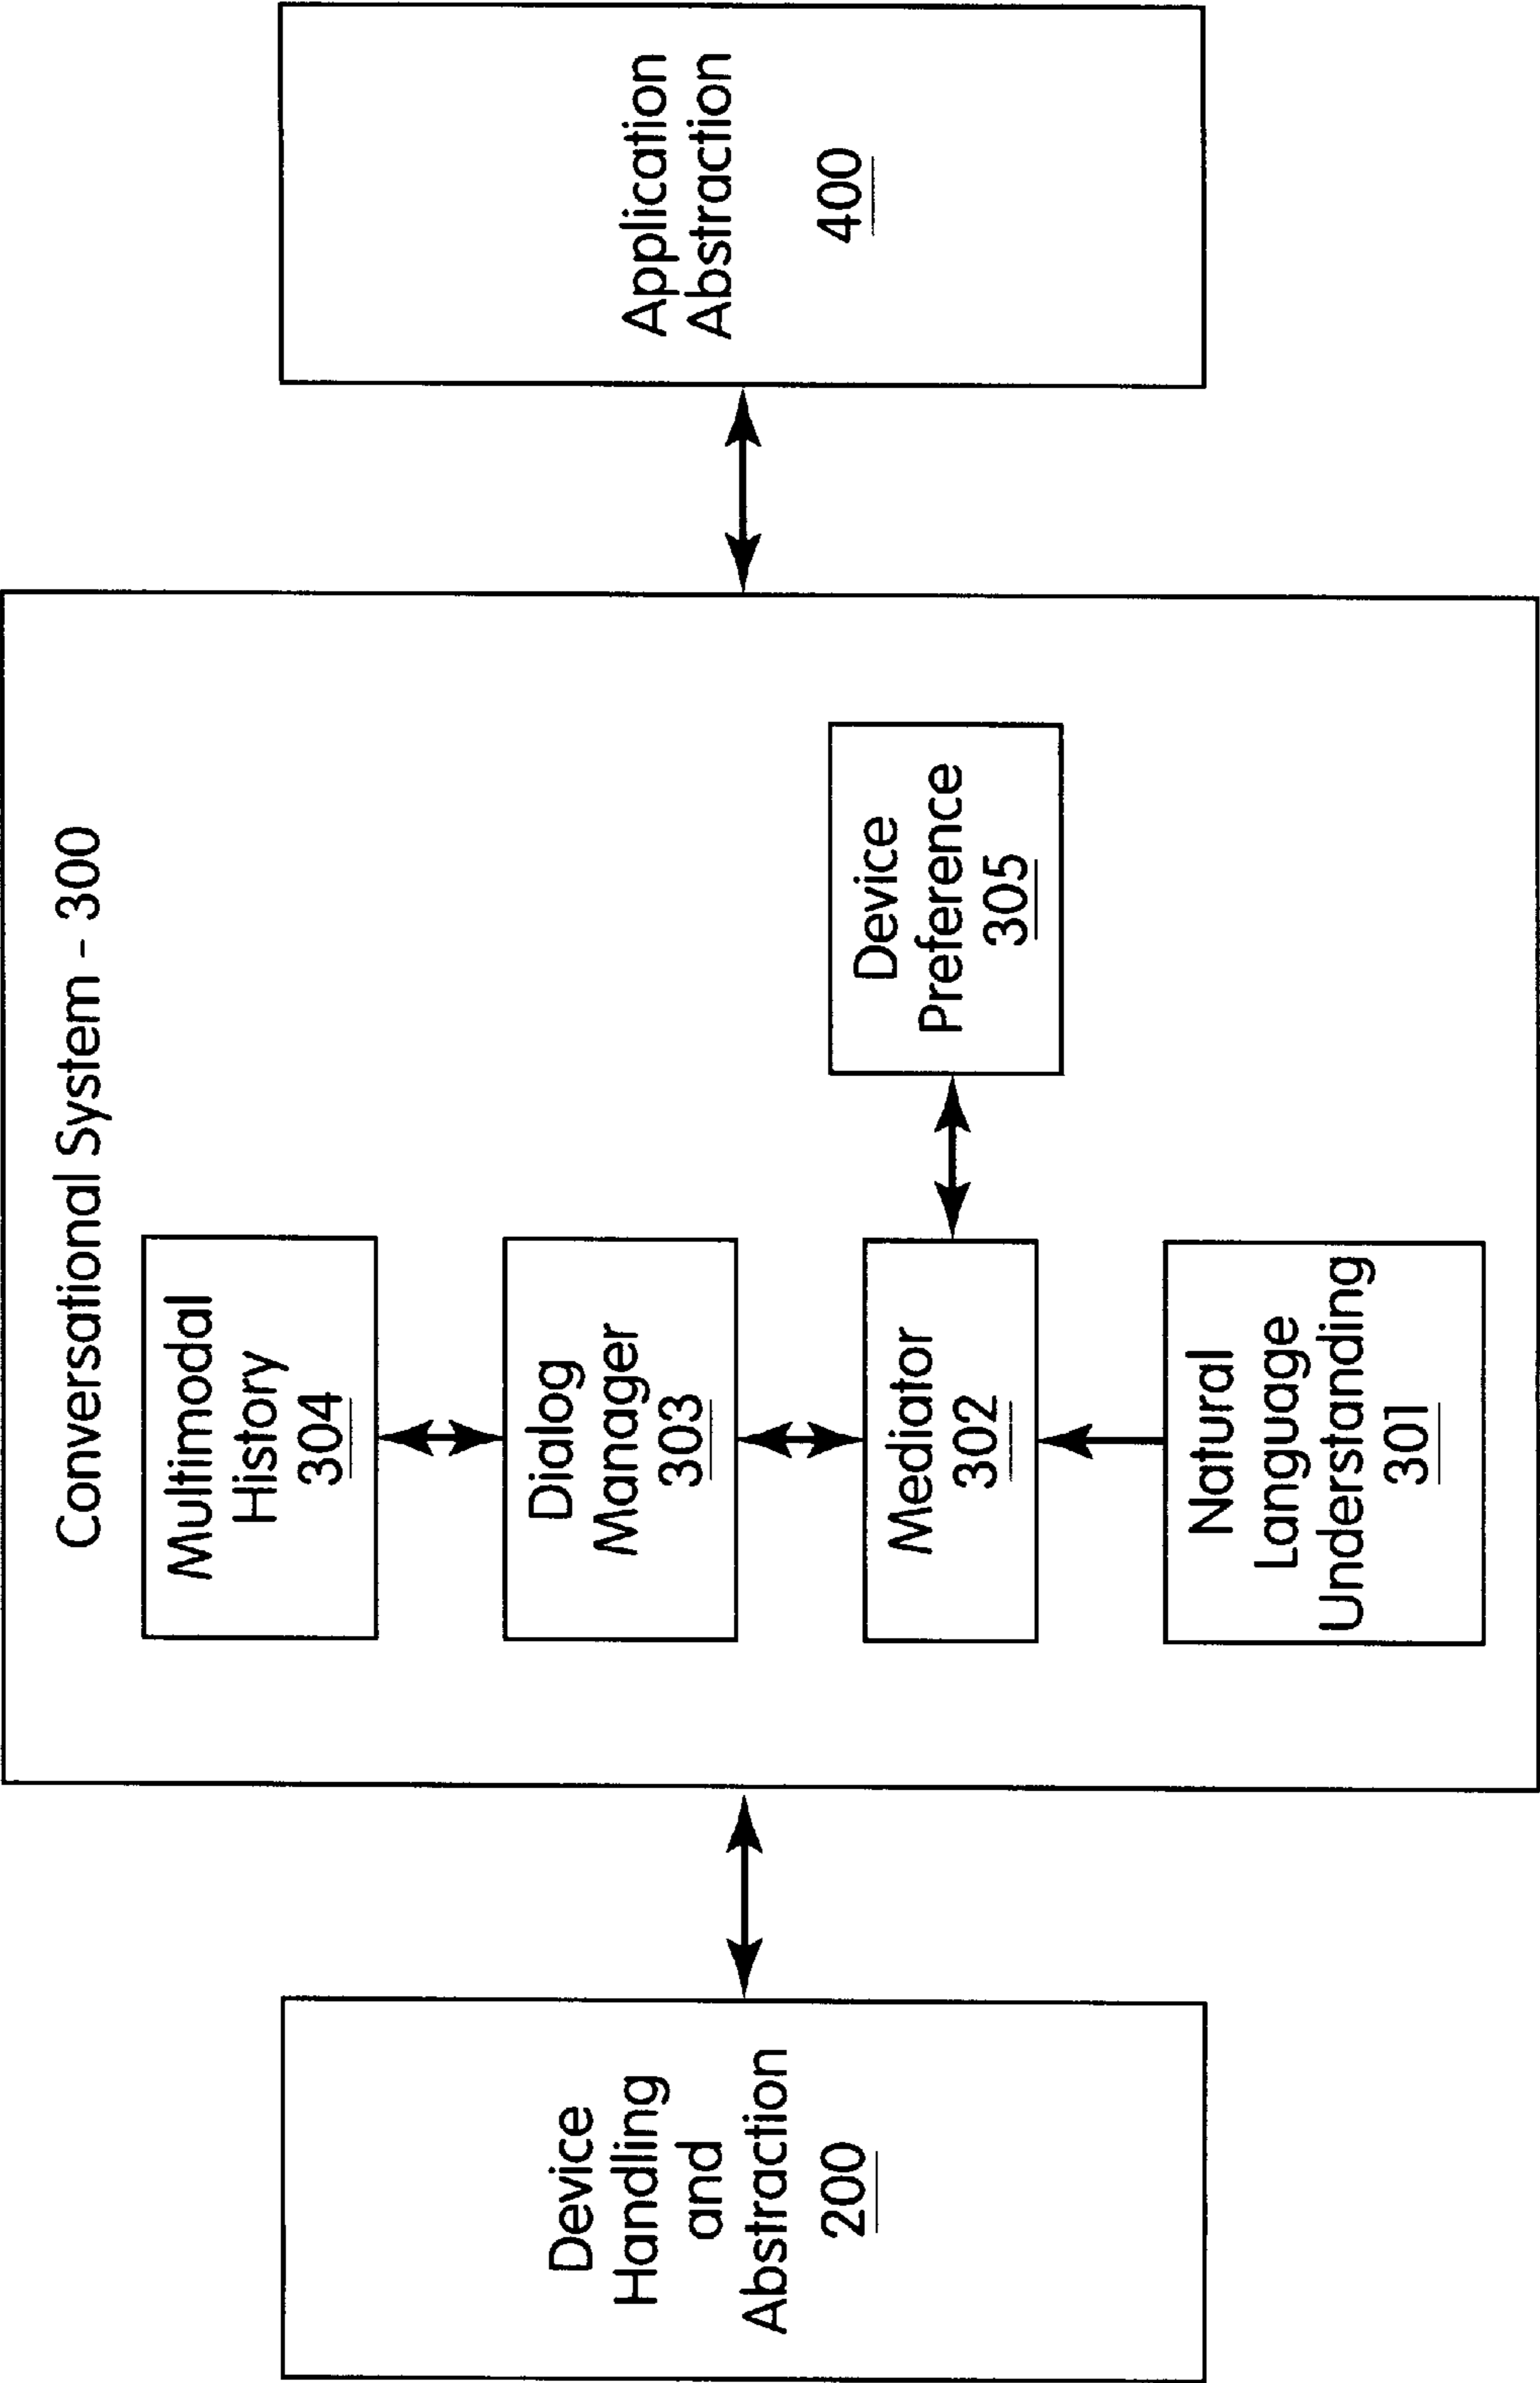 Conversational System - 300
Device
Handling
and
Abstraction
200
Multimodal
History
304
Dialog
Manager
303
Mediator
302
Natural
Language
Understanding
301
Device
Preference
305
Application
Abstraction
400